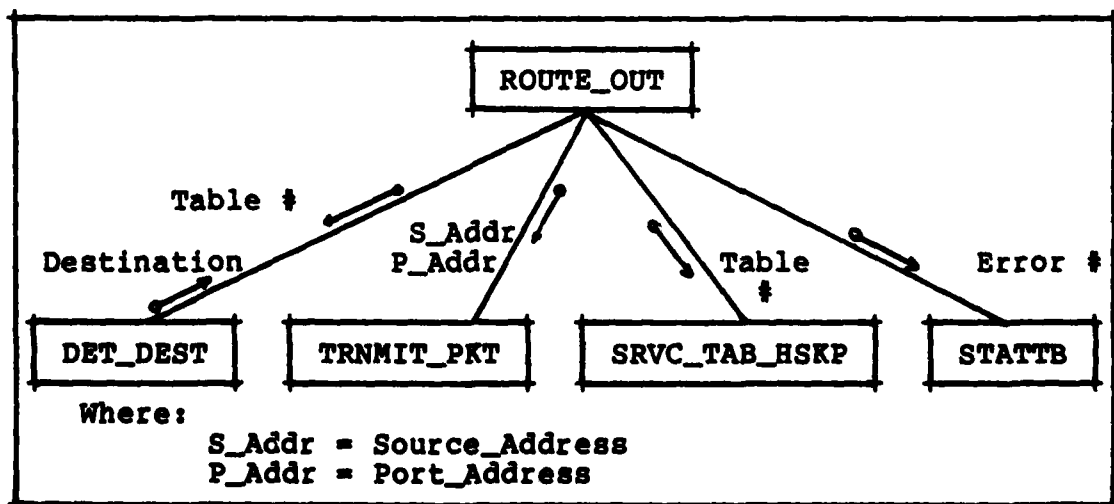 ROUTE_OUT
Table #
S_Addr
P_Addr
Destination
Table
#
Error #
DET_DEST
TRNMIT_PKT
SRVC_TAB_HSKP
STATTB
Where:
S_Addr = Source_Address
P_Addr = Port_Address